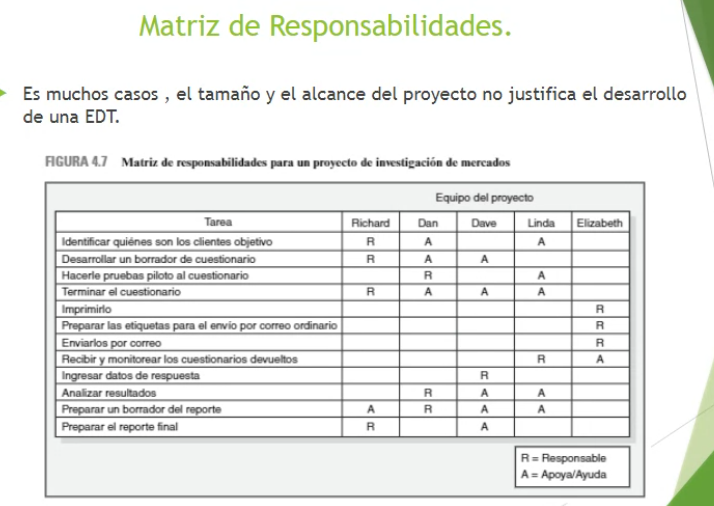 Matriz de Responsabilidades.
Es muchos casos , el tamaño y el alcance del proyecto no justifica el desarrollo
de una EDT.
FIGURA 4.7 Matriz de responsabilidades para un proyecto de investigación de mercados
Equipo del proyecto
Tarea Richard Dan Dave Linda Elizabeth
Identificar quiénes son los clientes objetivo R A A
Desarrollar un borrador de cuestionario R A A
Hacerle pruebas piloto al cuestionario R A
Terminar el cuestionario R A A A
Imprimirlo R
Preparar las etiquetas para el envío por correo ordinario R
Enviarlos por correo R
Recibir y monitorear los cuestionarios devueltos R A
Ingresar datos de respuesta R
Analizar resultados R A A
Preparar un borrador del reporte A R A A
Preparar el reporte final R A
R = Responsable
A = Apoya/Ayuda